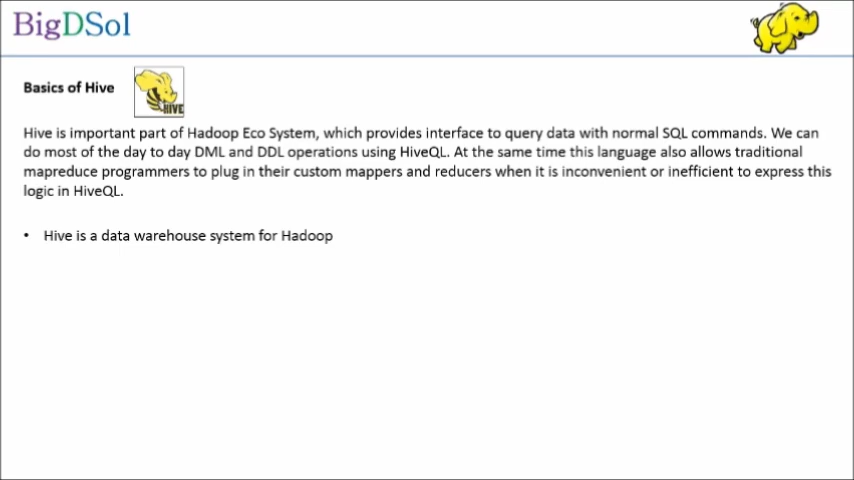 BigDSol
Basics of Hive
HIVE
Hive is important part of Hadoop Eco System, which provides interface to query data with normal SQL commands. We can
do most of the day to day DML and DDL operations using HiveQL. At the same time this language also allows traditional
mapreduce programmers to plug in their custom mappers and reducers when it is inconvenient or inefficient to express this
logic in HiveQL.
• Hive is a data warehouse system for Hadoop